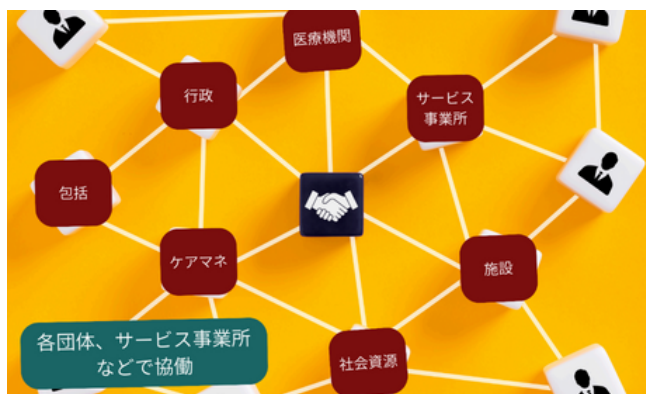 医療機関
行政
サービス
事業所
包括
ケアマネ
施設
各団体、サービス事業所
などで協働
社会資源